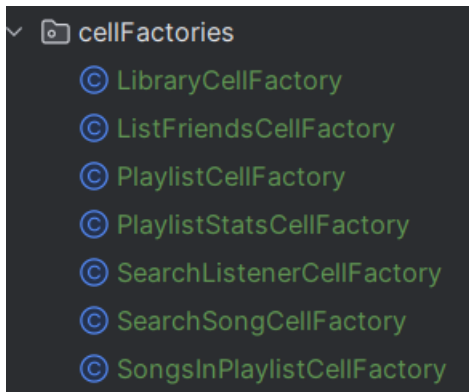 cellFactories
LibraryCellFactory
ListFriendsCellFactory
PlaylistCellFactory
PlaylistStatsCellFactory
SearchListenerCellFactory
SearchSongCellFactory
SongsInPlaylistCellFactory